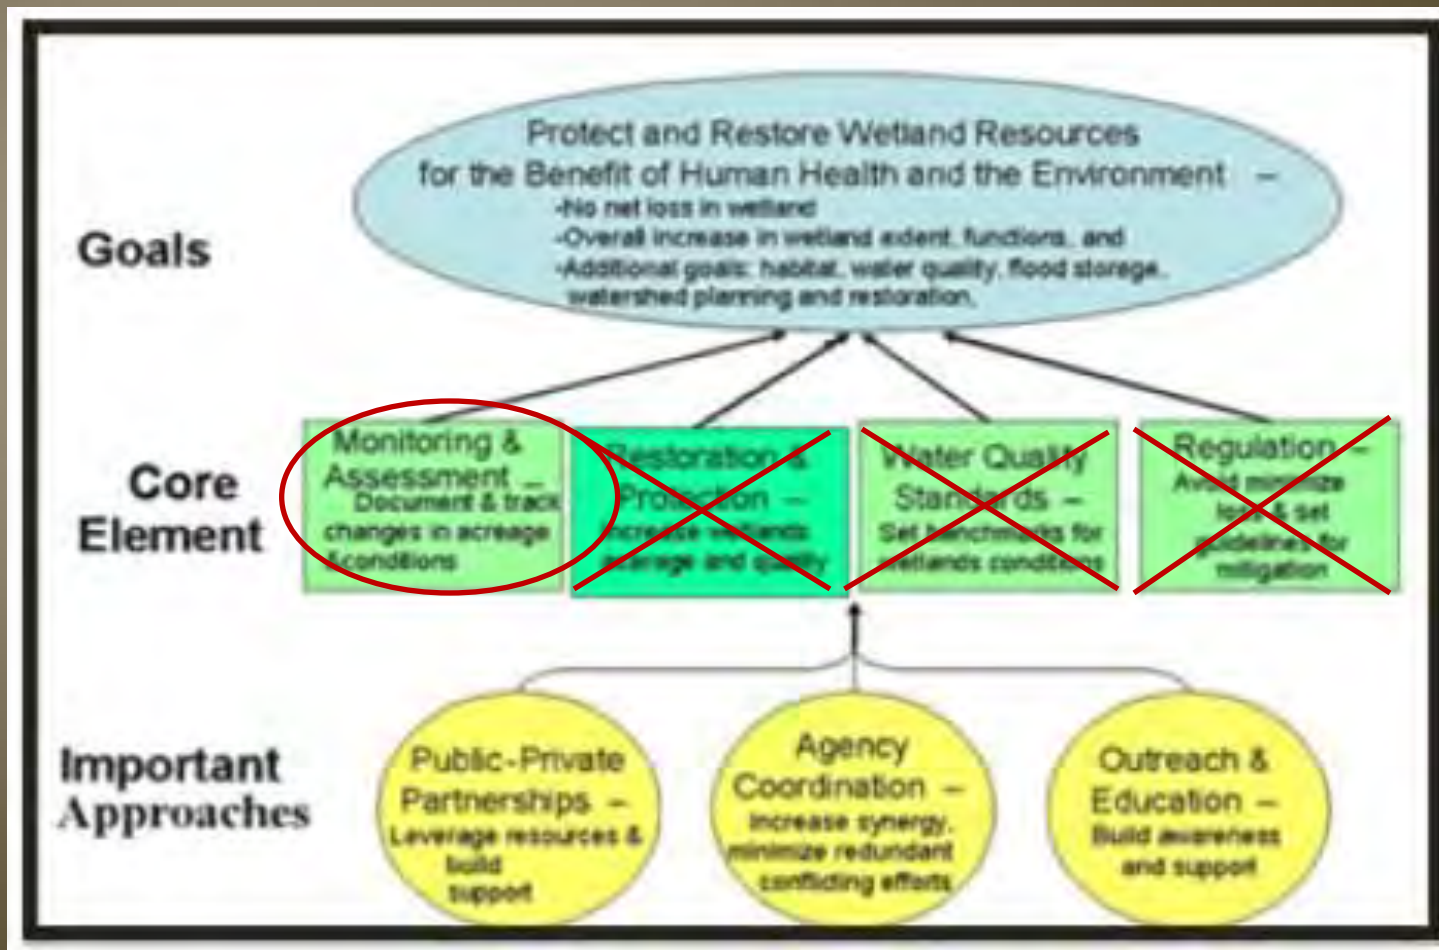 Protect and Restore Wetland Resources
for the Benefit of Human Health and the Environment –
-No net loss in wetland
-Overall increase in wetland extent, functions, and
-Additional goals: habitat, water quality, flood storage,
watershed planning and restoration.
Goals
Core
Element
Monitoring &
Assessment –
Document & track
changes in acreage
&conditions
Restoration &
Protection –
Increase wetlands
and quality
Water Quality
Standards –
Set benchmarks for
wetlands conditions
Regulation –
Avoid minimize
loss & set
guidelines for
mitigation
Important
Approaches
Public-Private
Partnerships –
Leverage resources &
build
support
Agency
Coordination –
Increase synergy,
minimize redundant
conflicting efforts
Outreach &
Education –
Build awareness
and support